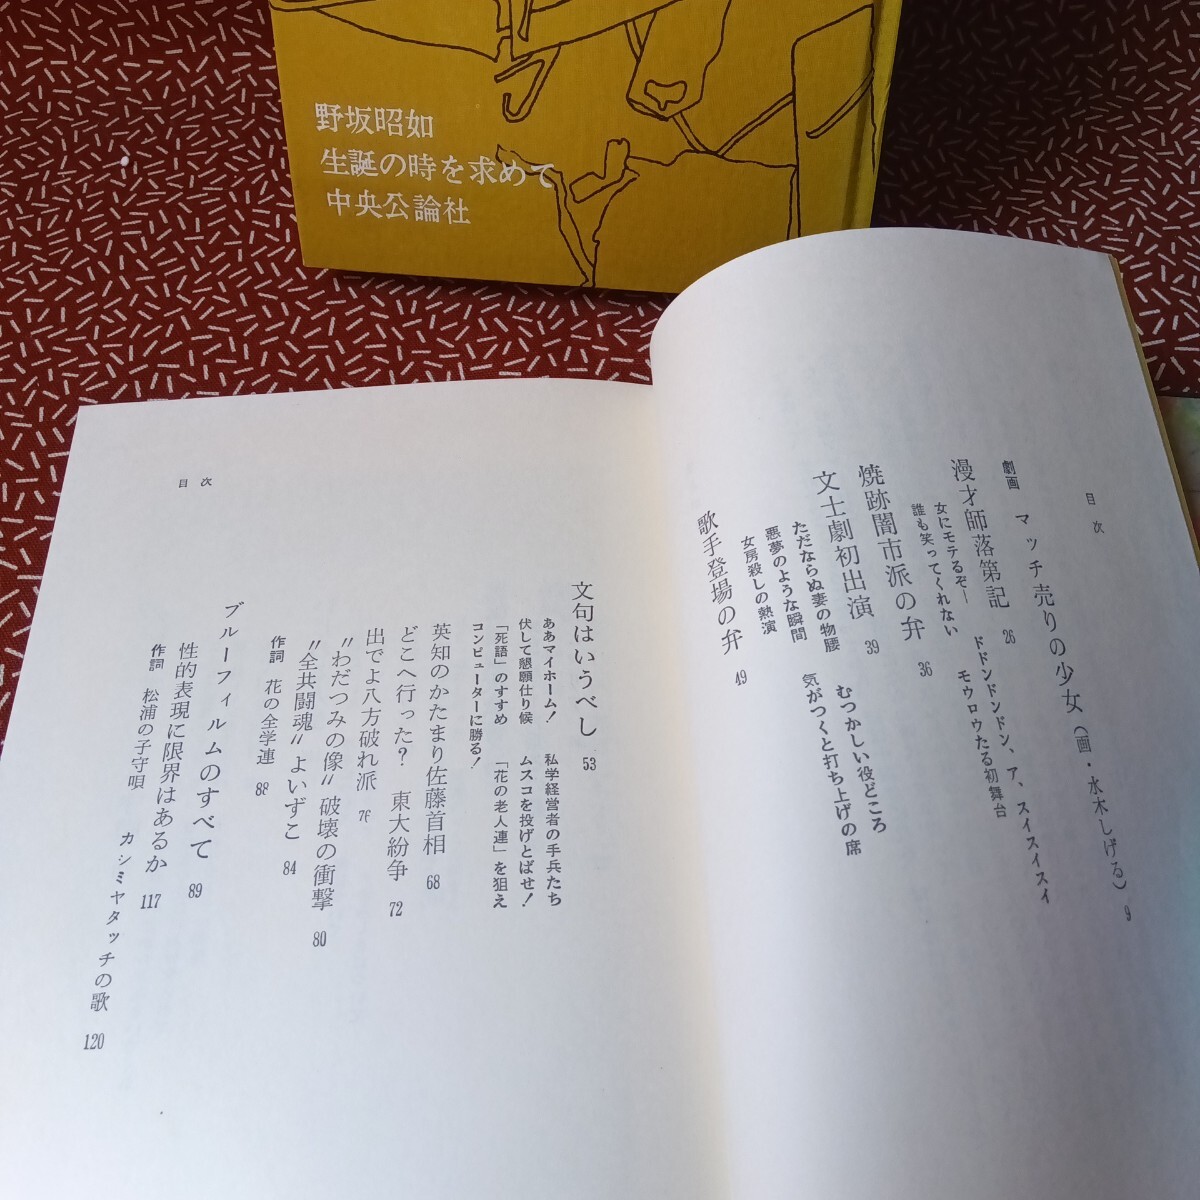 野坂昭如
生誕の時を求めて
中央公論社
目次
劇画 マッチ売りの少女(画・水木しげる) 9
漫才師落第記 26
女にモテるぞ― ドドンドンドン、ア、スイスイスイ
誰も笑ってくれない モウロウたる初舞台
焼跡闇市派の弁 36
文士劇初出演 39
ただならぬ妻の物腰 むつかしい役どころ
悪夢のような瞬間 気がつくと打ち上げの席
女房殺しの熱演
歌手登場の弁 49
文句はいうべし 53
ああマイホーム! 私学経営者の手兵たち
伏して懇願仕り候 ムスコを投げとばせ!
「死語」のすすめ 「花の老人連」を狙え
コンピューターに勝る!
英知のかたまり佐藤首相 68
どこへ行った? 東大紛争 72
出でよ八方破れ派 76
〝わだつみの像〟破壊の衝撃 80
〝全共闘魂〟よいずこ 84
作詞 花の全学連 88
ブルーフィルムのすべて 89
性的表現に限界はあるか 117
作詞 松浦の子守唄 カシミヤタッチの歌 120
目次